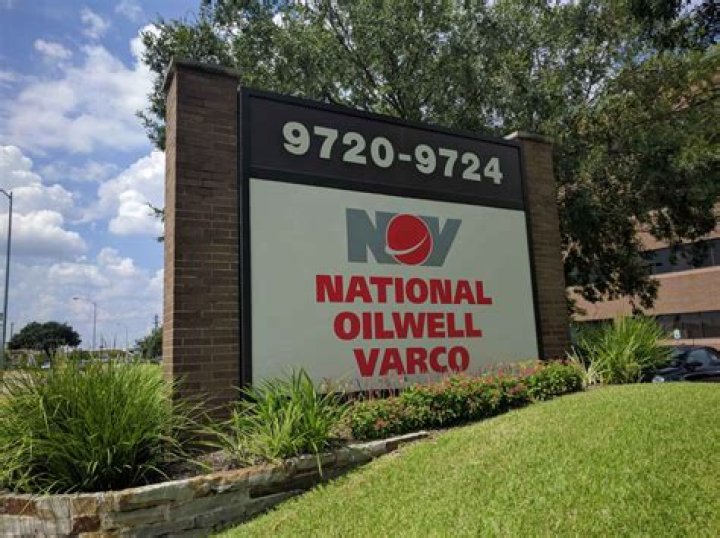 9720-9724
NOV
NATIONAL
OILWELL
VARCO